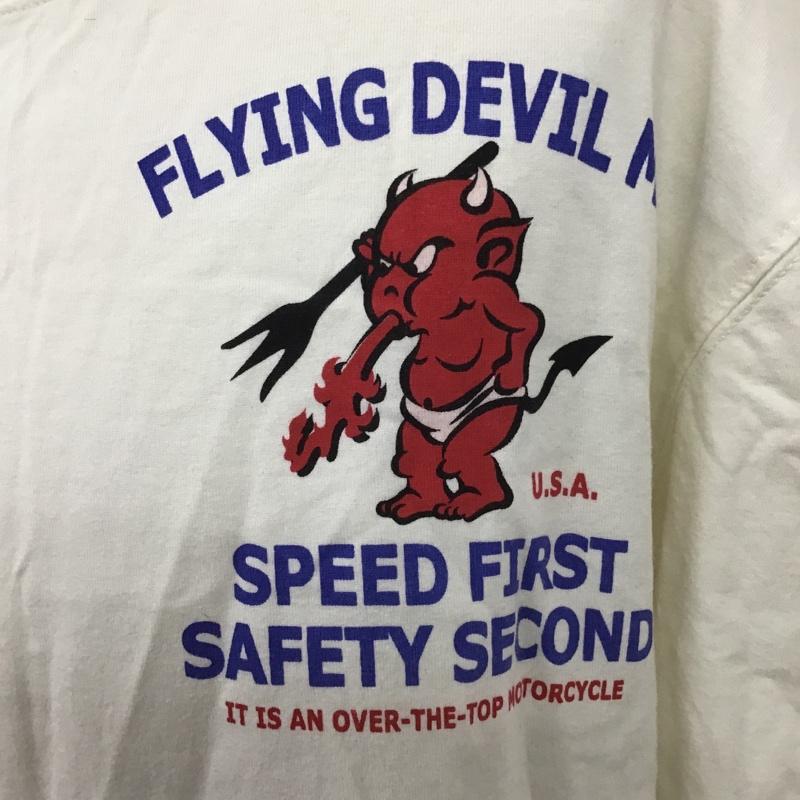 FLYING DEVIL M
U.S.A.
SPEED FIRST
SAFETY SECOND
IT IS AN OVER-THE-TOP MOTORCYCLE